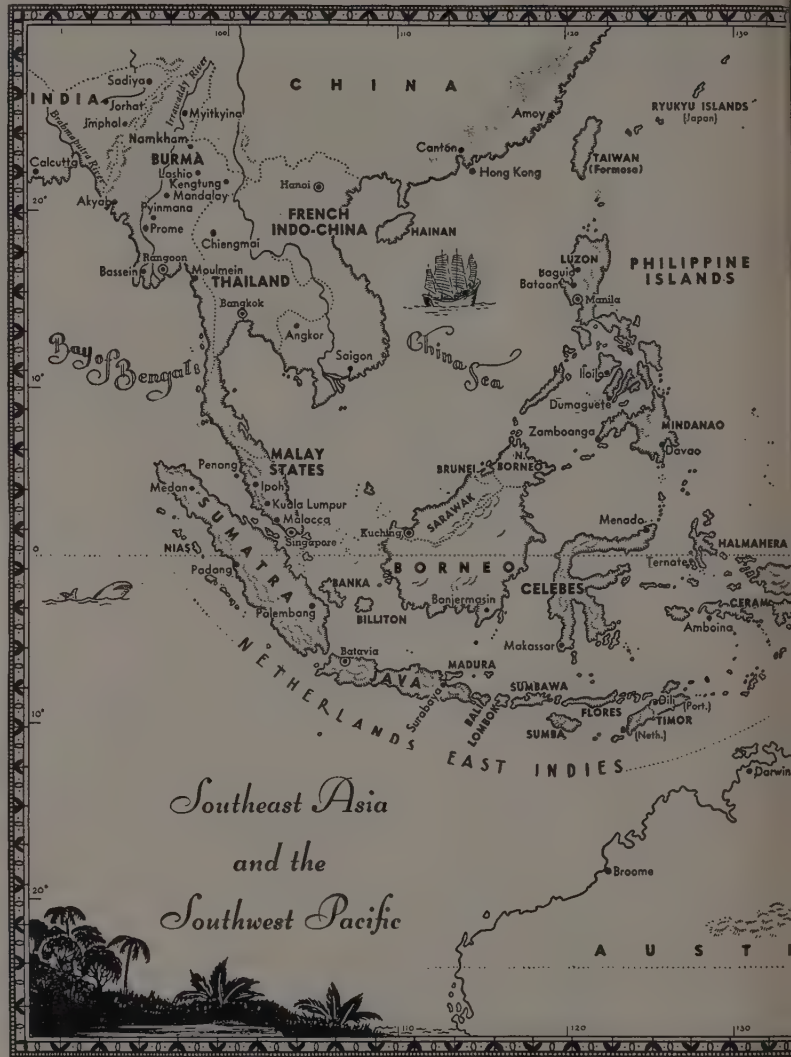 100
110
120
130
CHINA
Sadiya
INDIA
Jorhat
Imphal
Irrawaddy River
Myitkyina
Brahmaputra River
Namkham
BURMA
Calcutta
Lashio
Kengtung
Mandalay
Akyab
Pyinmana
Prome
Chiengmai
Rangoon
Bassein
Moulmein
Amoy
Canton
Hong Kong
RYUKYU ISLANDS
(Japan)
TAIWAN
(Formosa)
Hanoi
FRENCH
INDO-CHINA
HAINAN
20°
THAILAND
Bangkok
Angkor
Saigon
LUZON
Baguio
Bataan
Manila
PHILIPPINE
ISLANDS
Bay of Bengal
China
Sea
10°
Iloilo
Dumaguete
Zamboanga
MINDANAO
Davao
MALAY
STATES
Penong
Ipoh
Kuala Lumpur
Malacca
Singapore
Medan
SUMATRA
NIAS
Padang
Palembang
BRUNEI
N.
BORNEO
SARAWAK
Kuching
BORNEO
Banjermasin
BANKA
BILLITON
Menado
HALMAHERA
Ternate
CELEBES
CERAM
Amboina
Makassar
0
Batavia
JAVA
MADURA
Surabaya
BALI
LOMBOK
SUMBAWA
FLORES
SUMBA
Dili
(Port.)
TIMOR
(Neth.)
NETHERLANDS EAST INDIES
10°
Darwin
Broome
Southeast Asia
and the
Southwest Pacific
20°
AUST
110
120
130